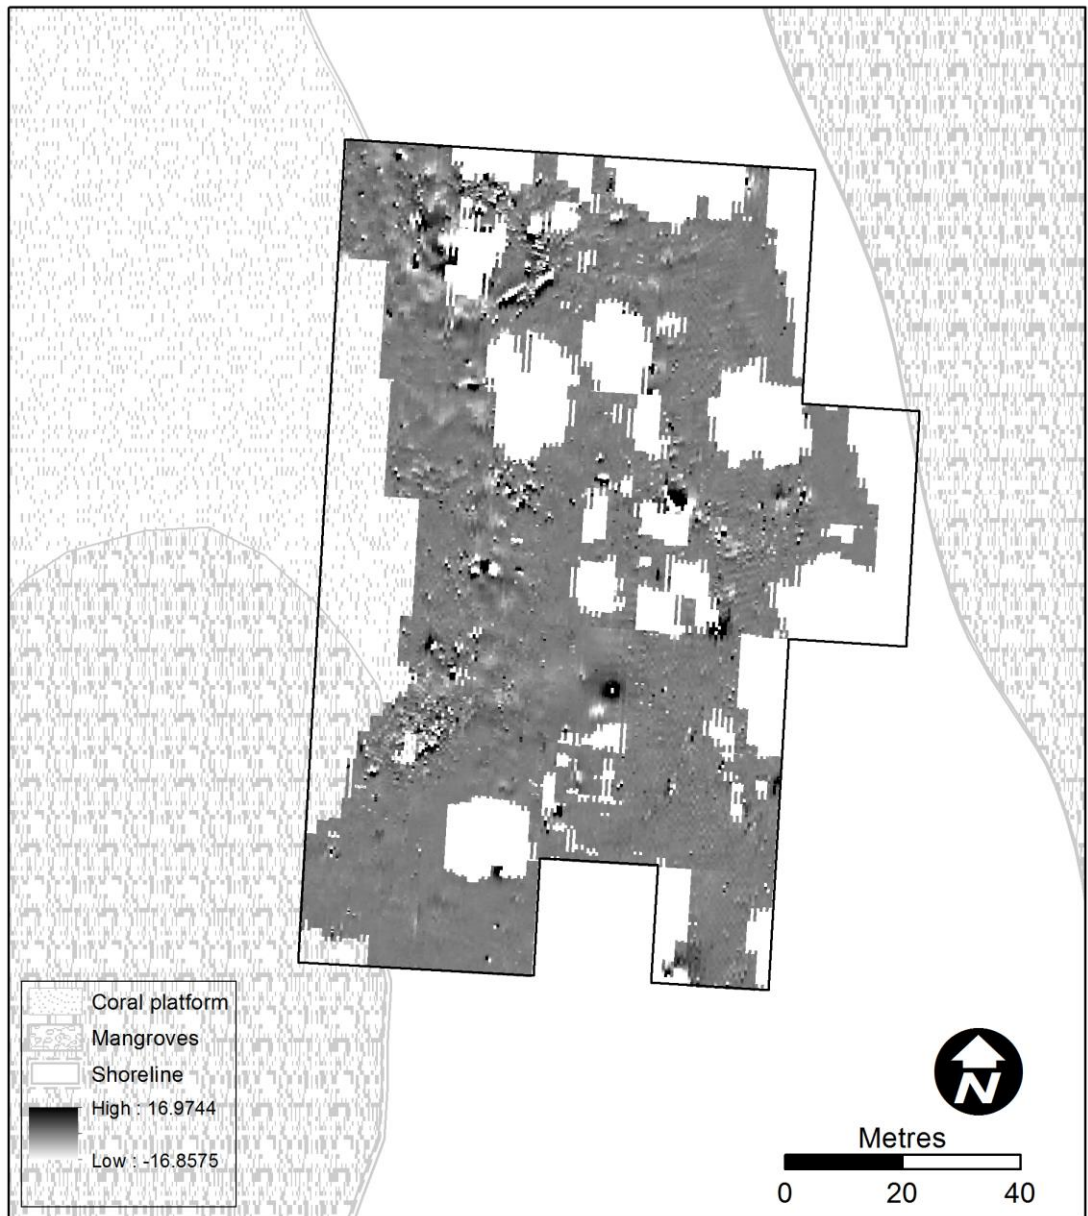 Coral platform
Mangroves
Shoreline
High : 16.9744
Low : -16.8575
N
Metres
0 20 40